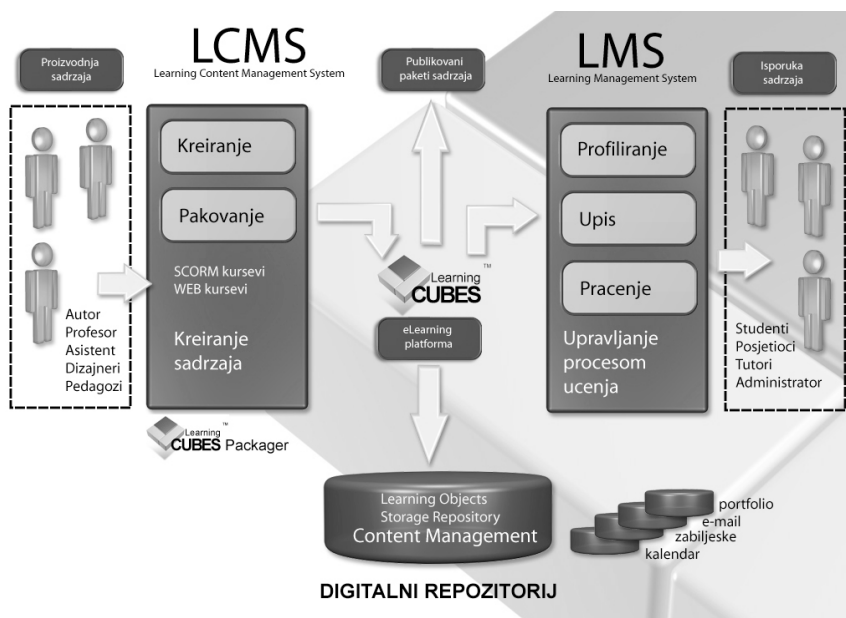 LCMS
Learning Content Management System
Proizvodnja
sadrzaja
Publikovani
paketi sadrzaja
LMS
Learning Management System
Isporuka
sadrzaja
Kreiranje
Pakovanje
SCORM kursevi
WEB kursevi
Kreiranje
sadrzaja
Autor
Profesor
Asistent
Dizajneri
Pedagozi
Learning
CUBES Packager
™
Learning
CUBES
™
eLearning
platforma
Profiliranje
Upis
Pracenje
Upravljanje
procesom
ucenja
Studenti
Posjetioci
Tutori
Administrator
Learning Objects
Storage Repository
Content Management
portfolio
e-mail
zabiljeske
kalendar
DIGITALNI REPOZITORIJ